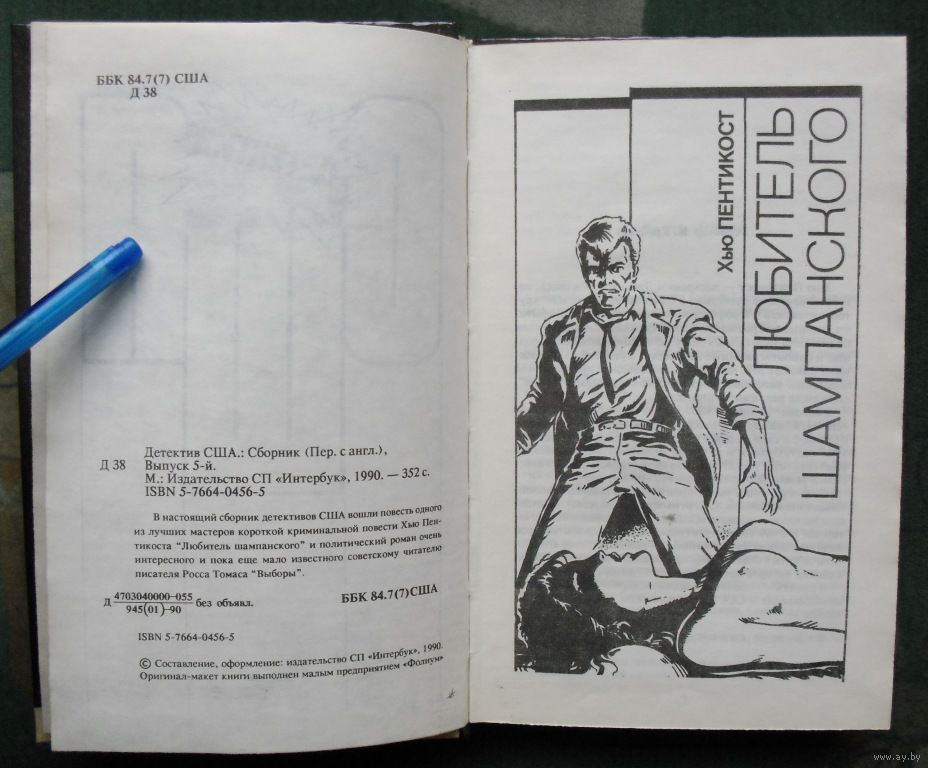 ББК 84.7(7) США
Д 38
Детектив США.: Сборник (Пер. с англ.),
Д 38 Выпуск 5-й.
М.: Издательство СП «Интербук», 1990. — 352 с.
ISBN 5-7664-0456-5
В настоящий сборник детективов США вошли повесть одного
из лучших мастеров короткой криминальной повести Хью Пен-
тикоста "Любитель шампанского" и политический роман очень
интересного и пока еще мало известного советскому читателю
писателя Росса Томаса "Выборы".
Д 4703040000—055
945(01)—90 без объявл.
ББК 84.7(7)США
ISBN 5-7664-0456-5
© Составление, оформление: издательство СП «Интербук», 1990.
Оригинал-макет книги выполнен малым предприятием «Фолиум»
Хью ПЕНТИКОСТ
ЛЮБИТЕЛЬ
ШАМПАНСКОГО
www.ay.by